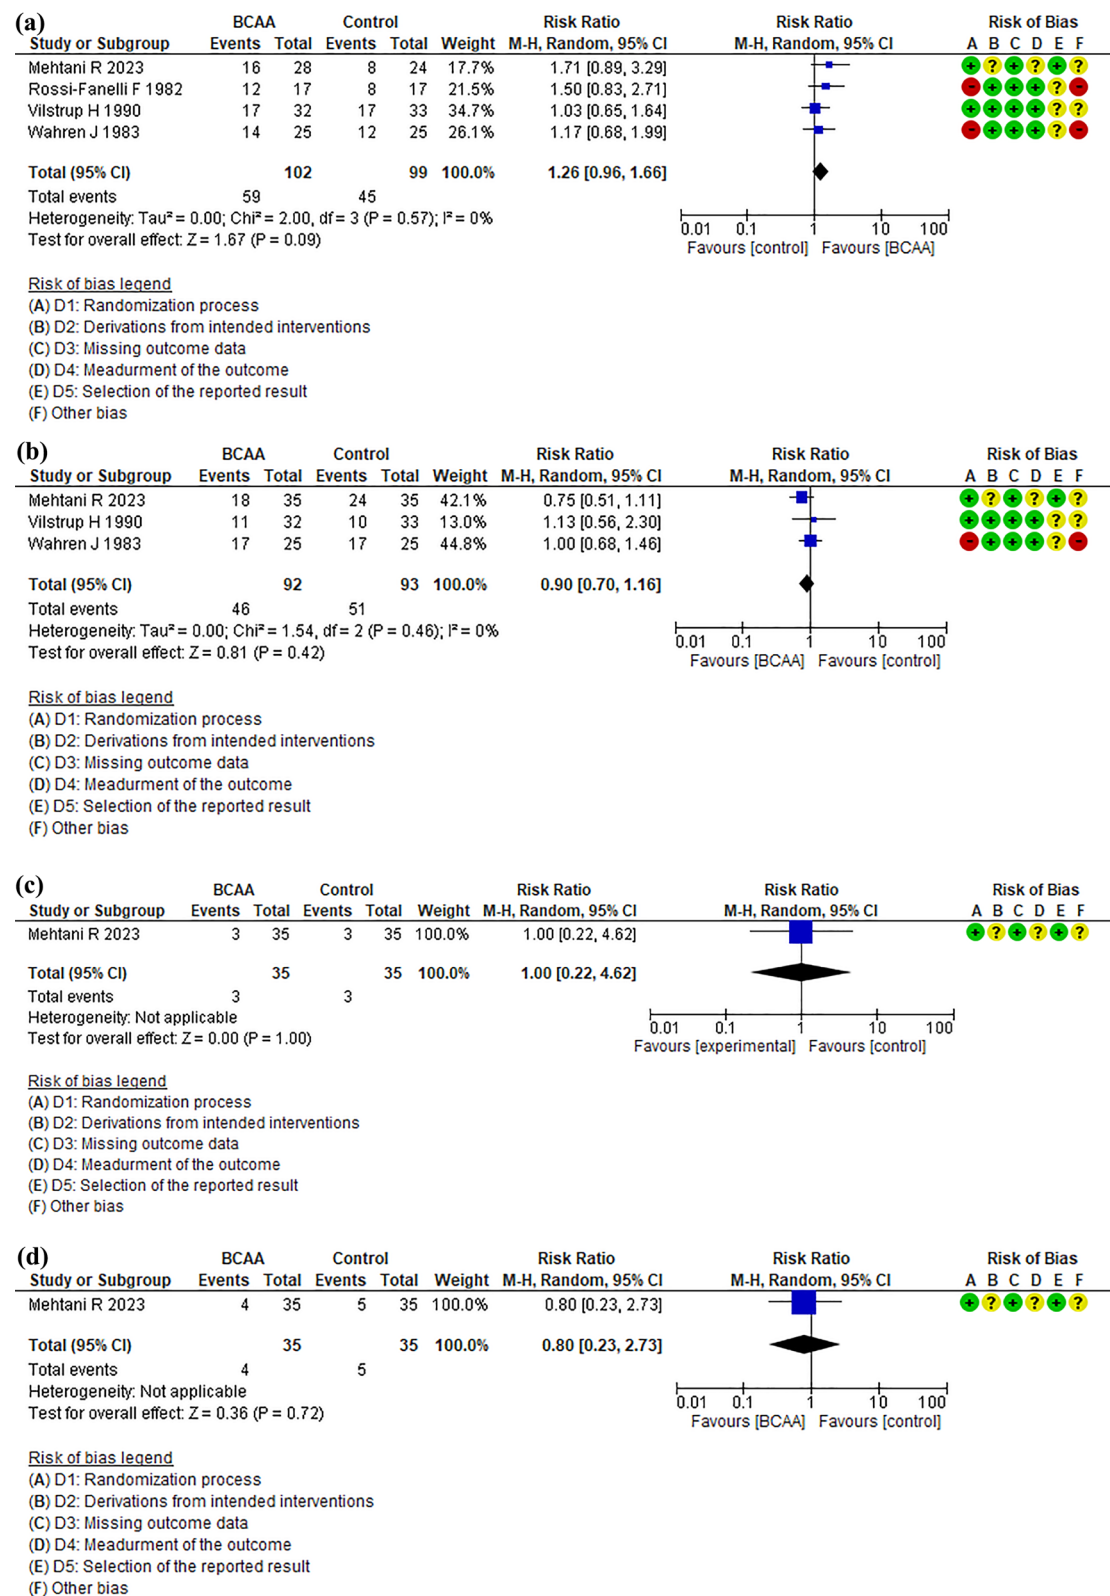 (a) BCAA Control Risk Ratio Risk Ratio Risk of Bias
Study or Subgroup Events Total Events Total Weight M-H, Random, 95% CI M-H, Random, 95% CI A B C D E F
Mehtani R 2023 16 28 8 24 17.7% 1.71 [0.89, 3.29] + ? + ? + ?
Rossi-Fanelli F 1982 12 17 8 17 21.5% 1.50 [0.83, 2.71] - + + + ? -
Vilstrup H 1990 17 32 17 33 34.7% 1.03 [0.65, 1.64] + + + + ? ?
Wahren J 1983 14 25 12 25 26.1% 1.17 [0.68, 1.99] - + + + ? -
Total (95% CI) 102 99 100.0% 1.26 [0.96, 1.66]
Total events 59 45
Heterogeneity: Tau² = 0.00; Chi² = 2.00, df = 3 (P = 0.57); I² = 0%
Test for overall effect: Z = 1.67 (P = 0.09)
0.01 0.1 1 10 100
Favours [control] Favours [BCAA]
Risk of bias legend
(A) D1: Randomization process
(B) D2: Derivations from intended interventions
(C) D3: Missing outcome data
(D) D4: Meadurment of the outcome
(E) D5: Selection of the reported result
(F) Other bias
(b) BCAA Control Risk Ratio Risk Ratio Risk of Bias
Study or Subgroup Events Total Events Total Weight M-H, Random, 95% CI M-H, Random, 95% CI A B C D E F
Mehtani R 2023 18 35 24 35 42.1% 0.75 [0.51, 1.11] + ? + ? + ?
Vilstrup H 1990 11 32 10 33 13.0% 1.13 [0.56, 2.30] + + + + ? ?
Wahren J 1983 17 25 17 25 44.8% 1.00 [0.68, 1.46] - + + + ? -
Total (95% CI) 92 93 100.0% 0.90 [0.70, 1.16]
Total events 46 51
Heterogeneity: Tau² = 0.00; Chi² = 1.54, df = 2 (P = 0.46); I² = 0%
Test for overall effect: Z = 0.81 (P = 0.42)
0.01 0.1 1 10 100
Favours [BCAA] Favours [control]
Risk of bias legend
(A) D1: Randomization process
(B) D2: Derivations from intended interventions
(C) D3: Missing outcome data
(D) D4: Meadurment of the outcome
(E) D5: Selection of the reported result
(F) Other bias
(c) BCAA Control Risk Ratio Risk Ratio Risk of Bias
Study or Subgroup Events Total Events Total Weight M-H, Random, 95% CI M-H, Random, 95% CI A B C D E F
Mehtani R 2023 3 35 3 35 100.0% 1.00 [0.22, 4.62] + ? + ? + ?
Total (95% CI) 35 35 100.0% 1.00 [0.22, 4.62]
Total events 3 3
Heterogeneity: Not applicable
Test for overall effect: Z = 0.00 (P = 1.00)
0.01 0.1 1 10 100
Favours [experimental] Favours [control]
Risk of bias legend
(A) D1: Randomization process
(B) D2: Derivations from intended interventions
(C) D3: Missing outcome data
(D) D4: Meadurment of the outcome
(E) D5: Selection of the reported result
(F) Other bias
(d) BCAA Control Risk Ratio Risk Ratio Risk of Bias
Study or Subgroup Events Total Events Total Weight M-H, Random, 95% CI M-H, Random, 95% CI A B C D E F
Mehtani R 2023 4 35 5 35 100.0% 0.80 [0.23, 2.73] + ? + ? + ?
Total (95% CI) 35 35 100.0% 0.80 [0.23, 2.73]
Total events 4 5
Heterogeneity: Not applicable
Test for overall effect: Z = 0.36 (P = 0.72)
0.01 0.1 1 10 100
Favours [BCAA] Favours [control]
Risk of bias legend
(A) D1: Randomization process
(B) D2: Derivations from intended interventions
(C) D3: Missing outcome data
(D) D4: Meadurment of the outcome
(E) D5: Selection of the reported result
(F) Other bias